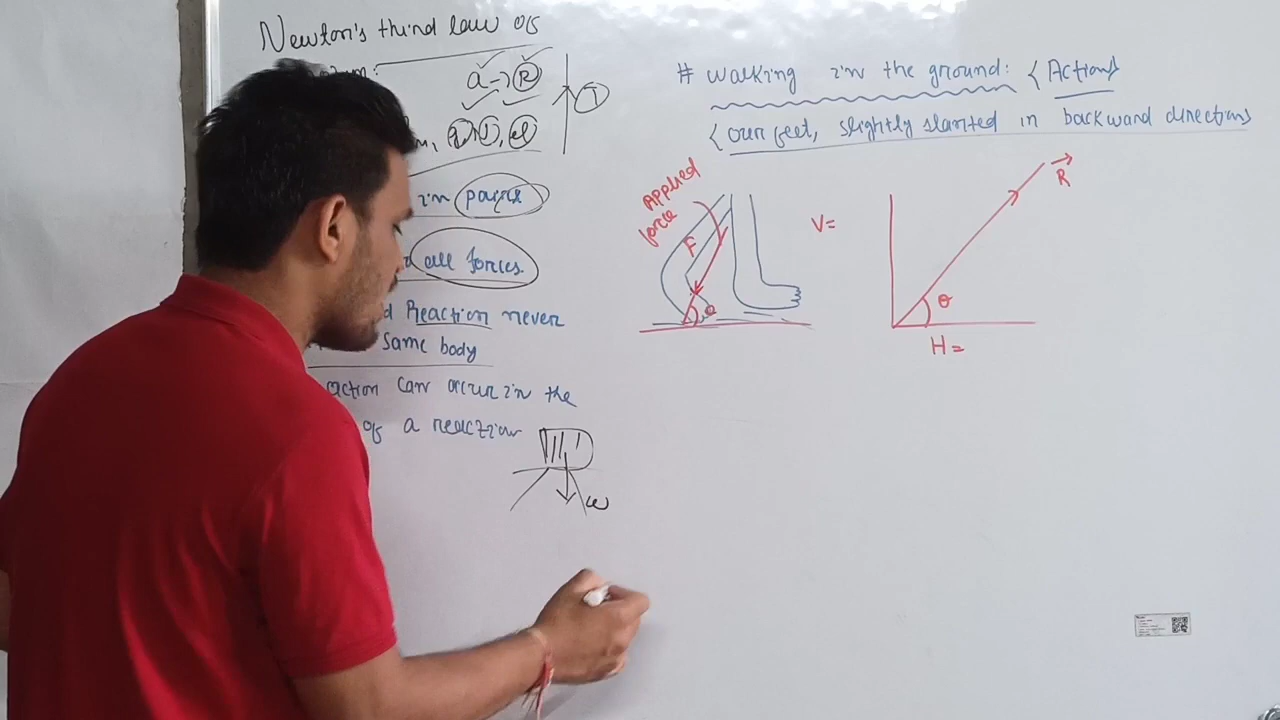 Newton's third law of
a → R
in pairs
all forces
Reaction never
same body
action can occur in the
of a reaction
w
# walking in the ground: {Action}
{our feet, slightly slanted in backward directions}
Applied
force
F
θ
V=
R
θ
H=